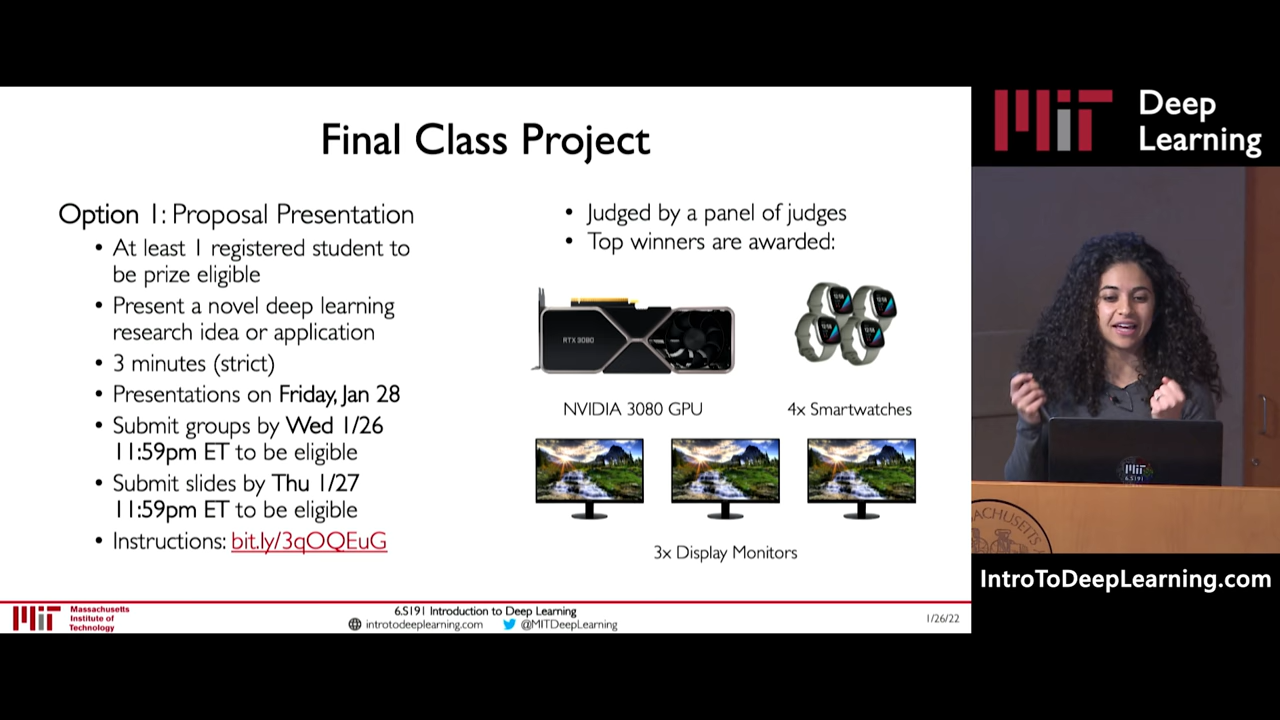 Final Class Project
Option 1: Proposal Presentation
• At least 1 registered student to
be prize eligible
• Present a novel deep learning
research idea or application
• 3 minutes (strict)
• Presentations on Friday, Jan 28
• Submit groups by Wed 1/26
11:59pm ET to be eligible
• Submit slides by Thu 1/27
11:59pm ET to be eligible
• Instructions: bit.ly/3qOQEuG
• Judged by a panel of judges
• Top winners are awarded:
RTX 3080
NVIDIA 3080 GPU
4x Smartwatches
3x Display Monitors
Massachusetts
Institute of
Technology
6.S191 Introduction to Deep Learning
introtodeeplearning.com @MITDeepLearning
1/26/22
MIT
Deep
Learning
MIT
6.S191
IntroToDeepLearning.com